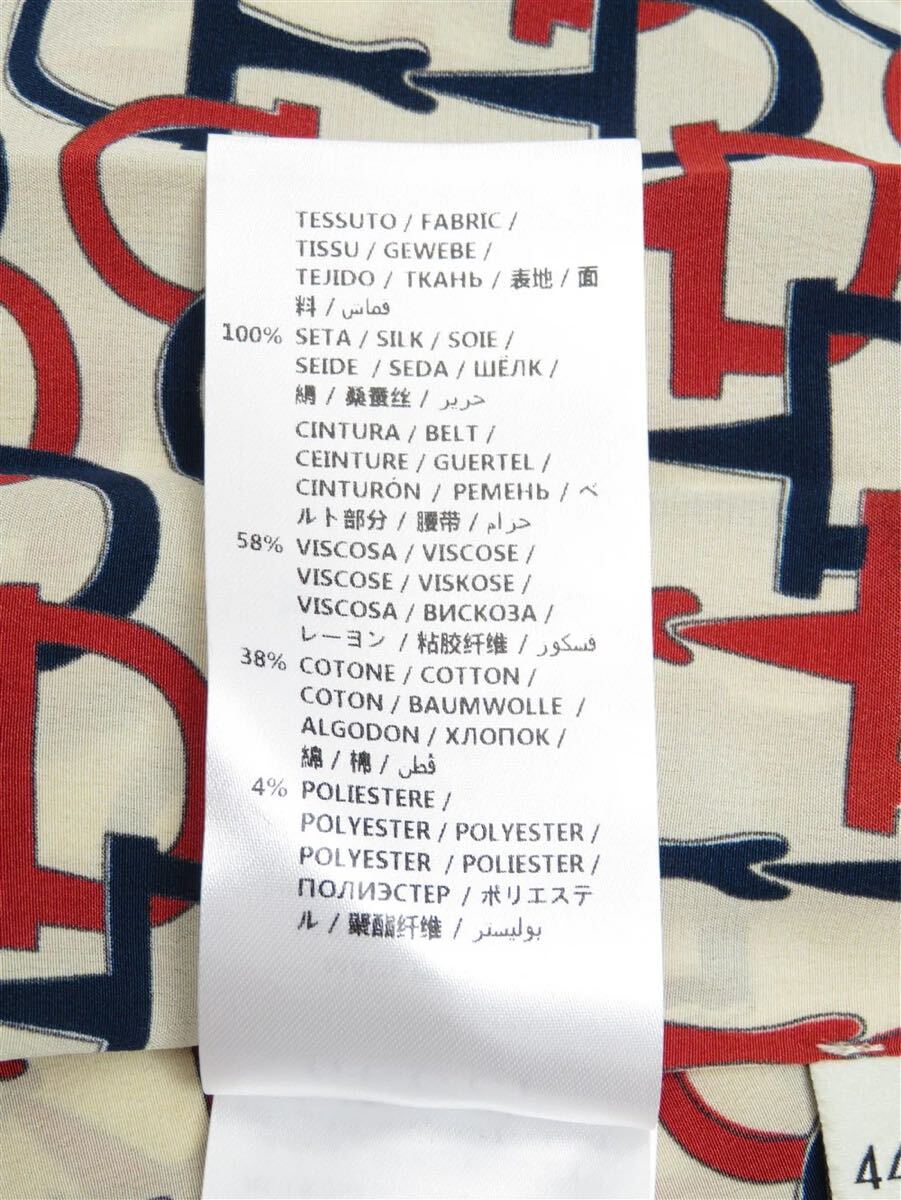 TESSUTO / FABRIC /
TISSU / GEWEBE /
TEJIDO / ТКАНЬ / 表地 / 面
料 / قماش
100% SETA / SILK / SOIE /
SEIDE / SEDA / ШЁЛК /
絹 / 桑蚕丝 / حرير
CINTURA / BELT /
CEINTURE / GUERTEL /
CINTURÓN / РЕМЕНЬ / ベ
ルト部分 / 腰带 / حزام
58% VISCOSA / VISCOSE /
VISCOSE / VISKOSE /
VISCOSA / ВИСКОЗА /
レーヨン / 粘胶纤维 / فسكوز
38% COTONE / COTTON /
COTON / BAUMWOLLE /
ALGODON / ХЛОПОК /
綿 / 棉 / قطن
4% POLIESTERE /
POLYESTER / POLYESTER /
POLYESTER / POLIESTER /
ПОЛИЭСТЕР / ポリエステ
ル / 聚酯纤维 / بوليستر
44